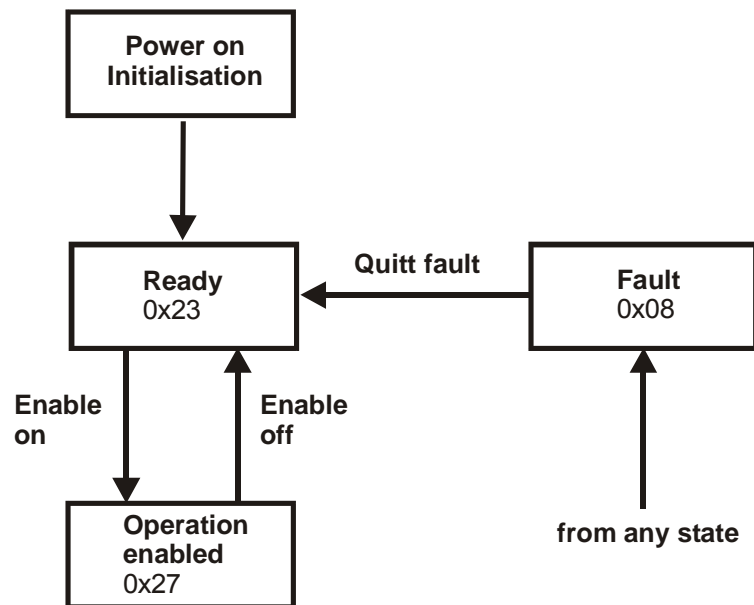 Power on
Initialisation
Ready
0x23
Quitt fault
Fault
0x08
Enable
on
Enable
off
Operation
enabled
0x27
from any state